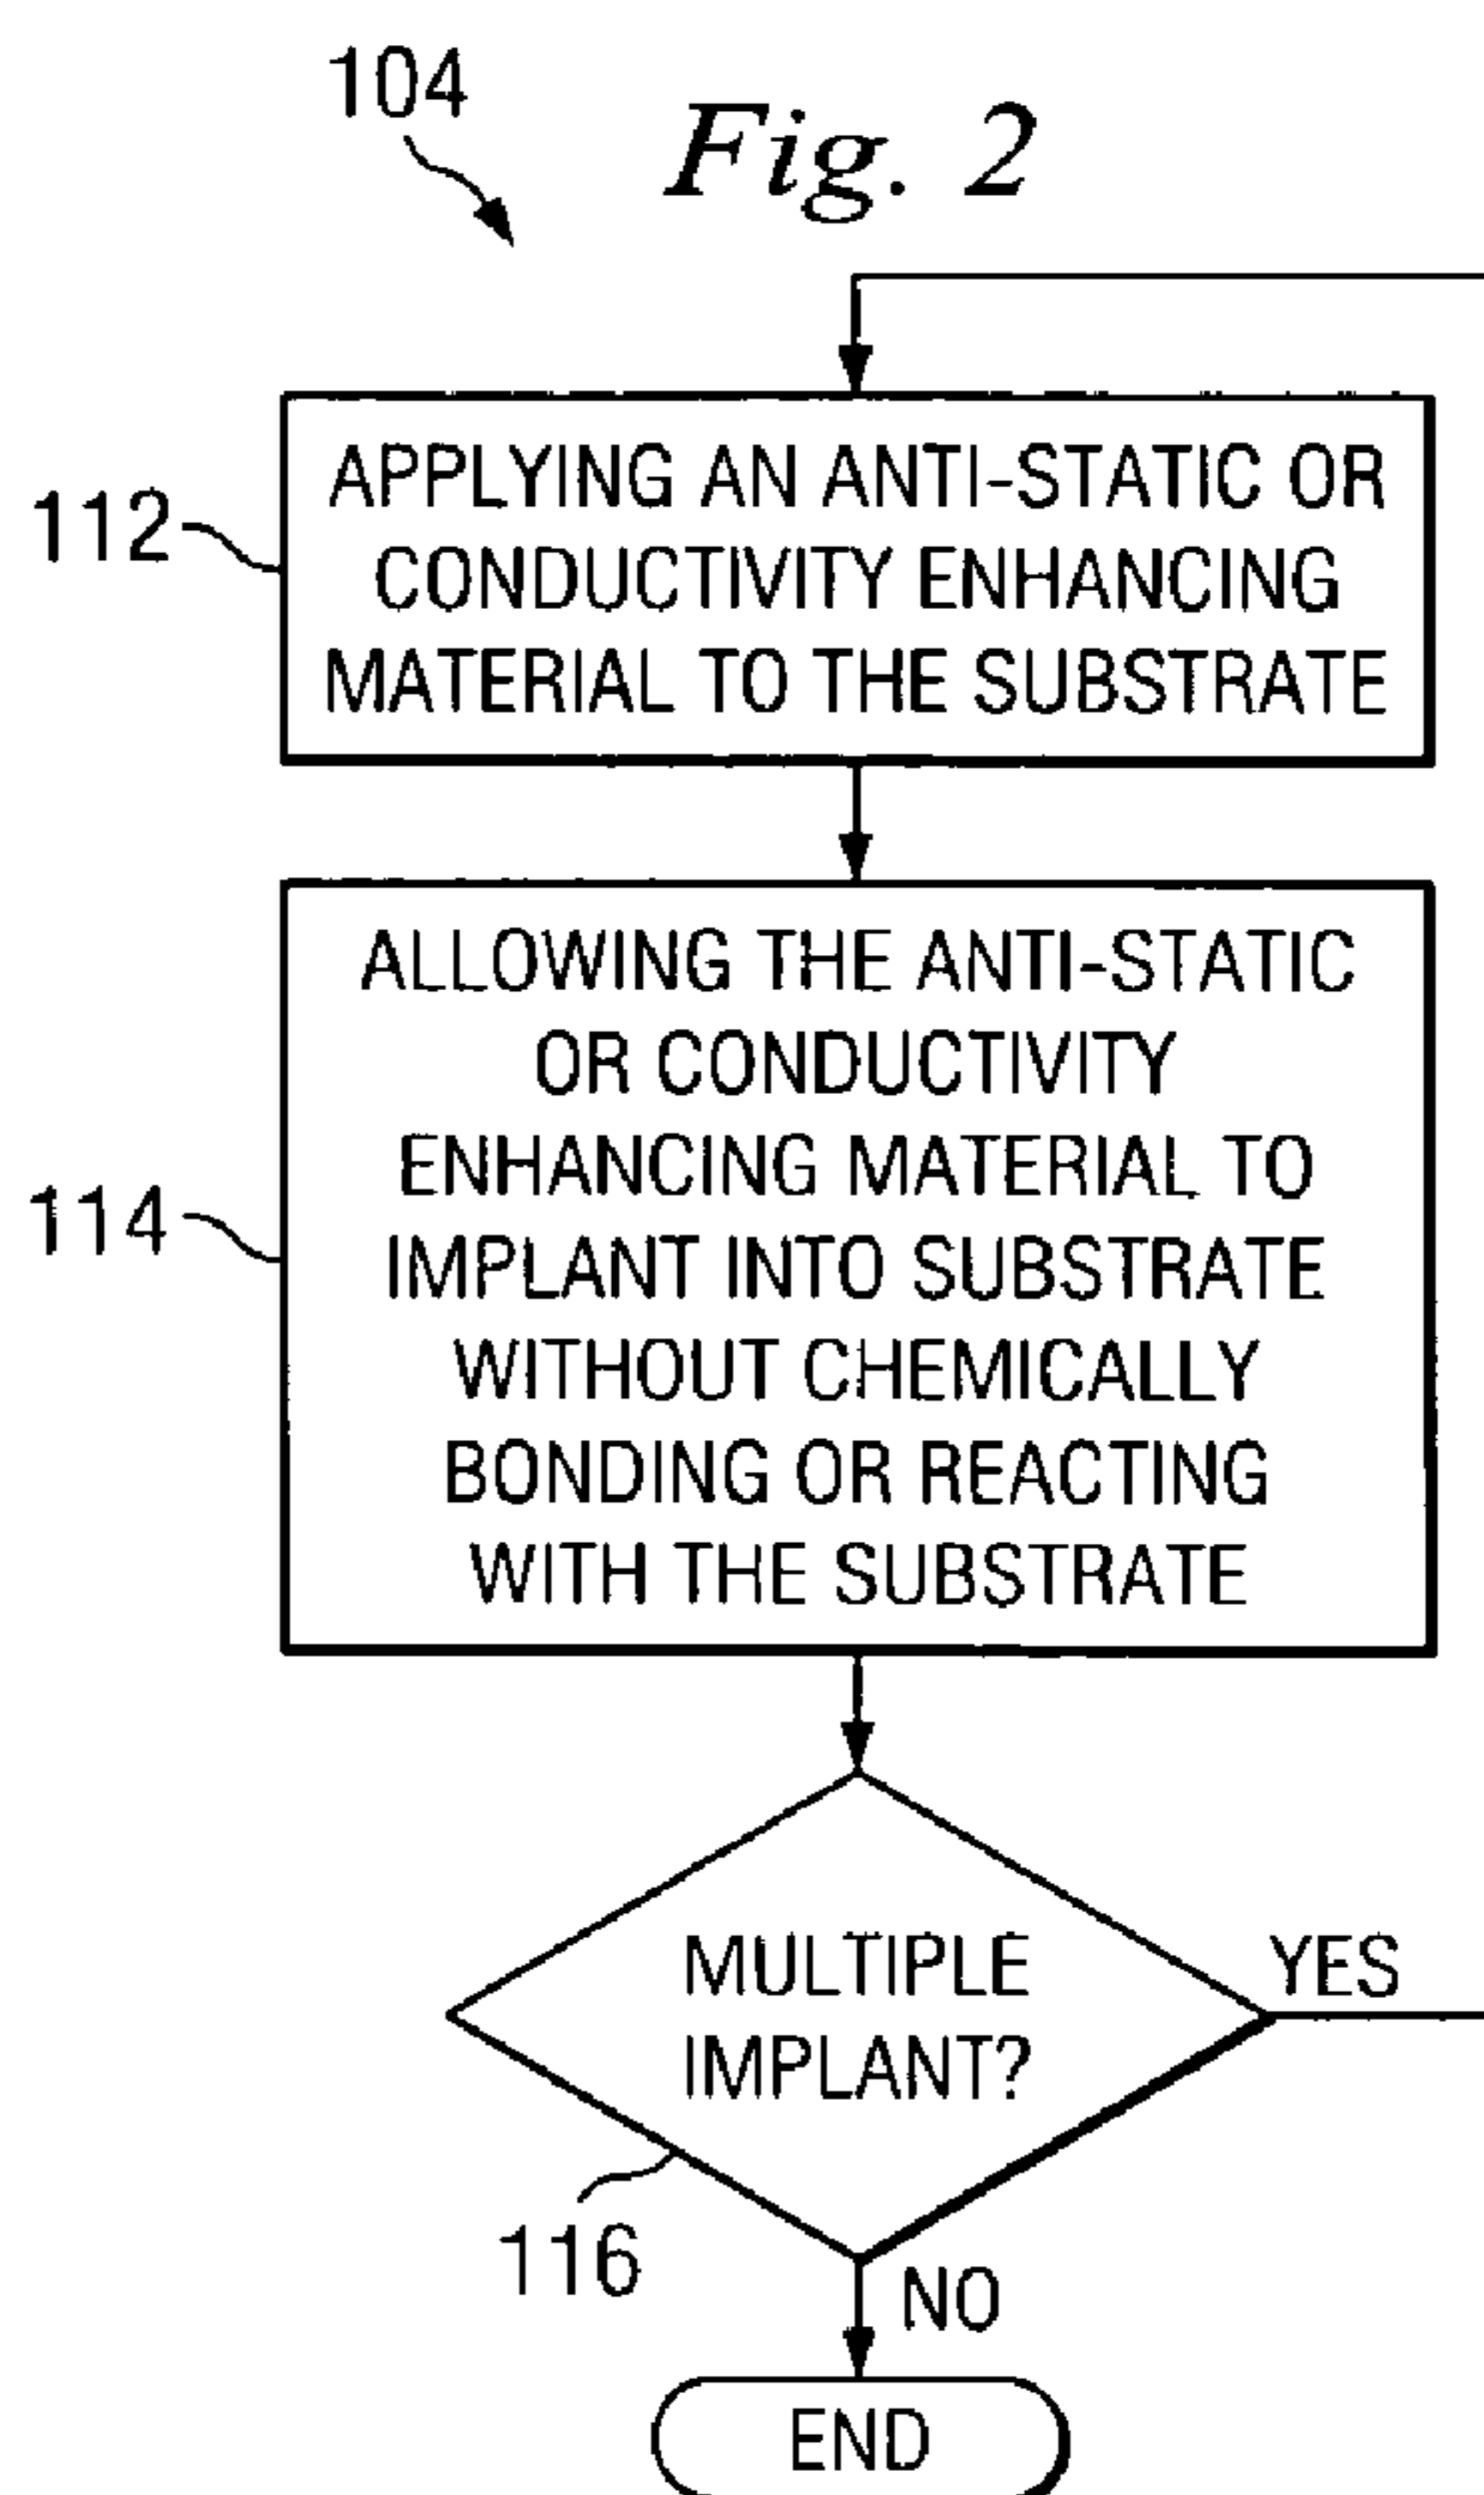 104
Fig. 2
112
APPLYING AN ANTI-STATIC OR
CONDUCTIVITY ENHANCING
MATERIAL TO THE SUBSTRATE
114
ALLOWING THE ANTI-STATIC
OR CONDUCTIVITY
ENHANCING MATERIAL TO
IMPLANT INTO SUBSTRATE
WITHOUT CHEMICALLY
BONDING OR REACTING
WITH THE SUBSTRATE
MULTIPLE
IMPLANT?
YES
116
NO
END